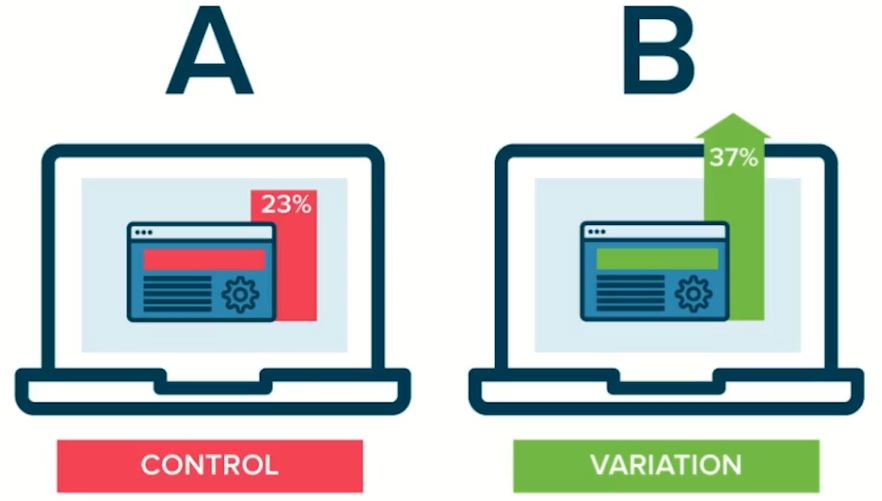 A
B
23%
37%
CONTROL
VARIATION